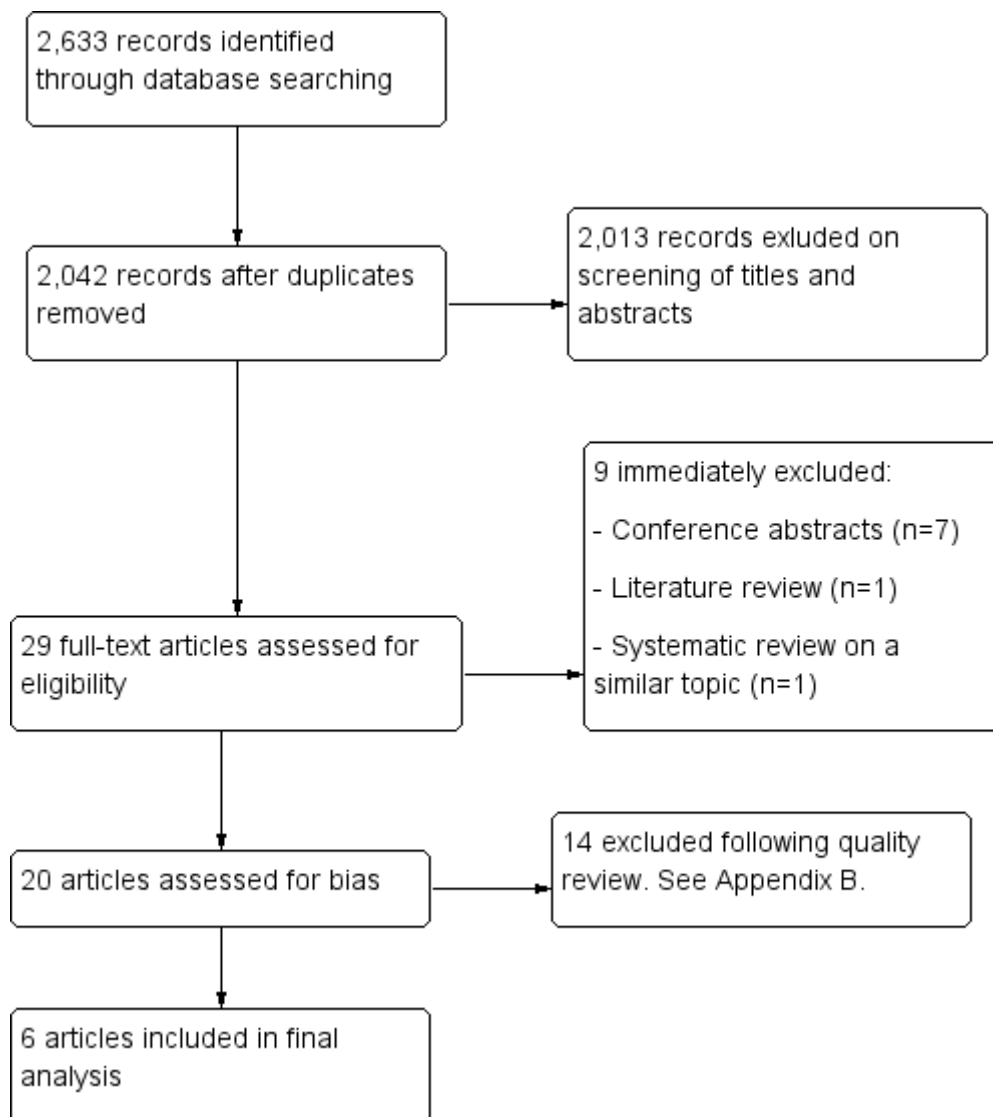 2,633 records identified
through database searching
2,042 records after duplicates
removed
2,013 records exluded on
screening of titles and
abstracts
9 immediately excluded:
- Conference abstracts (n=7)
- Literature review (n=1)
- Systematic review on a
similar topic (n=1)
29 full-text articles assessed for
eligibility
20 articles assessed for bias
14 excluded following quality
review. See Appendix B.
6 articles included in final
analysis